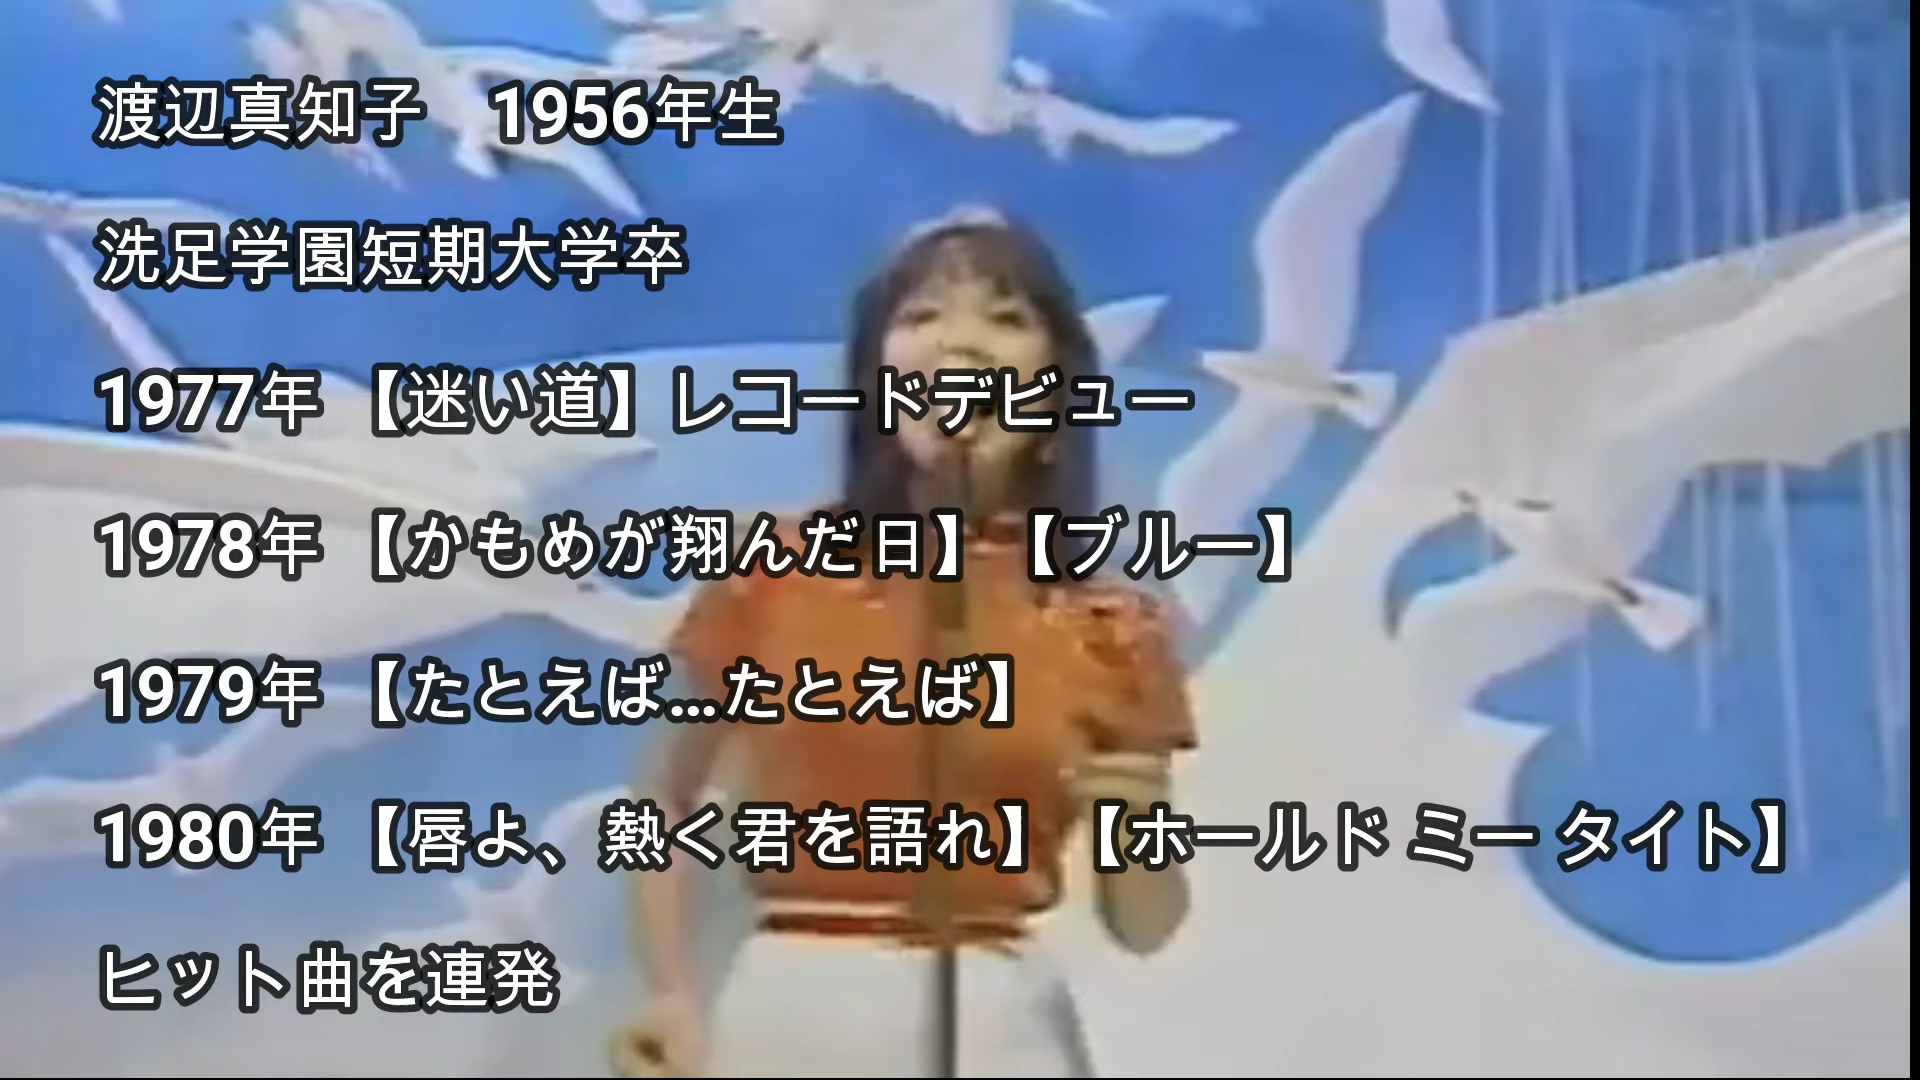 渡辺真知子　1956年生
洗足学園短期大学卒
1977年 【迷い道】レコードデビュー
1978年 【かもめが翔んだ日】【ブルー】
1979年 【たとえば...たとえば】
1980年 【唇よ、熱く君を語れ】【ホールド ミー タイト】
ヒット曲を連発